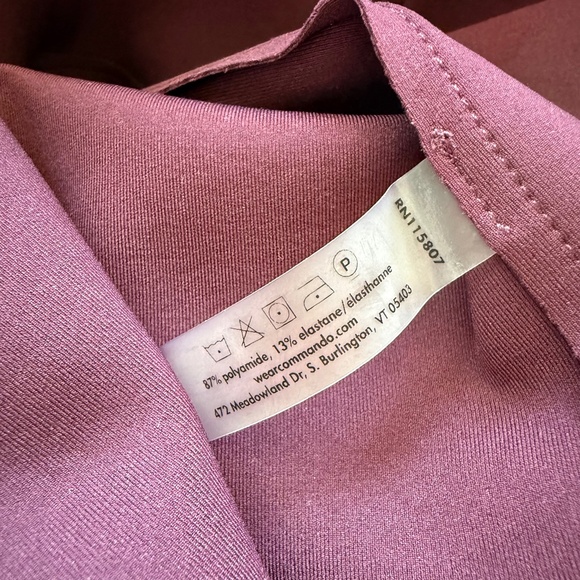 P
87% polyamide, 13% elastane/élasthanne
wearcommando.com
472 Meadowland Dr, S. Burlington, VT 05403
RN115807